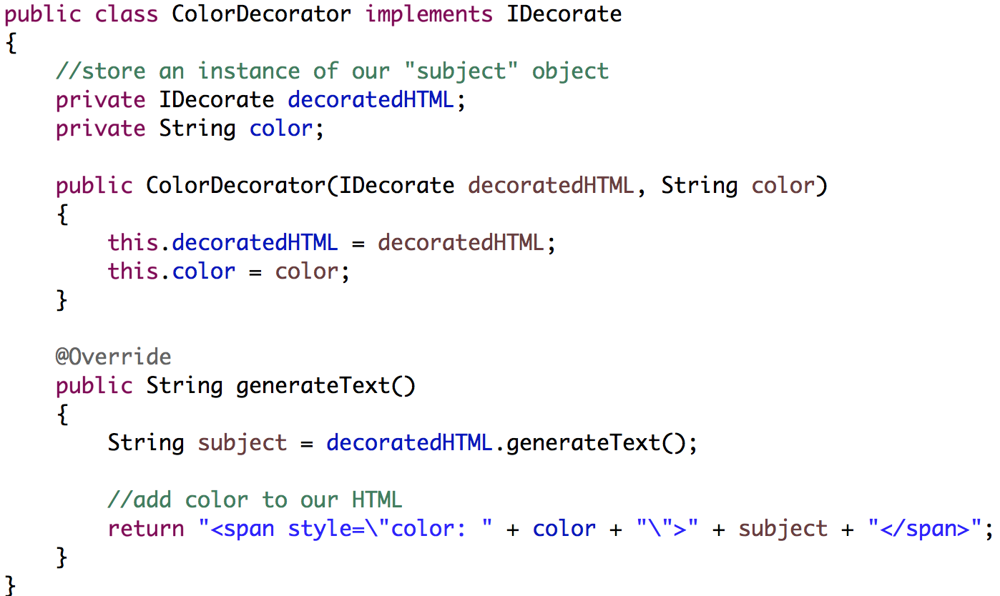 public class ColorDecorator implements IDecorate
{
    //store an instance of our "subject" object
    private IDecorate decoratedHTML;
    private String color;

    public ColorDecorator(IDecorate decoratedHTML, String color)
    {
        this.decoratedHTML = decoratedHTML;
        this.color = color;
    }

    @Override
    public String generateText()
    {
        String subject = decoratedHTML.generateText();

        //add color to our HTML
        return "<span style=\"color: " + color + "\">" + subject + "</span>";
    }
}